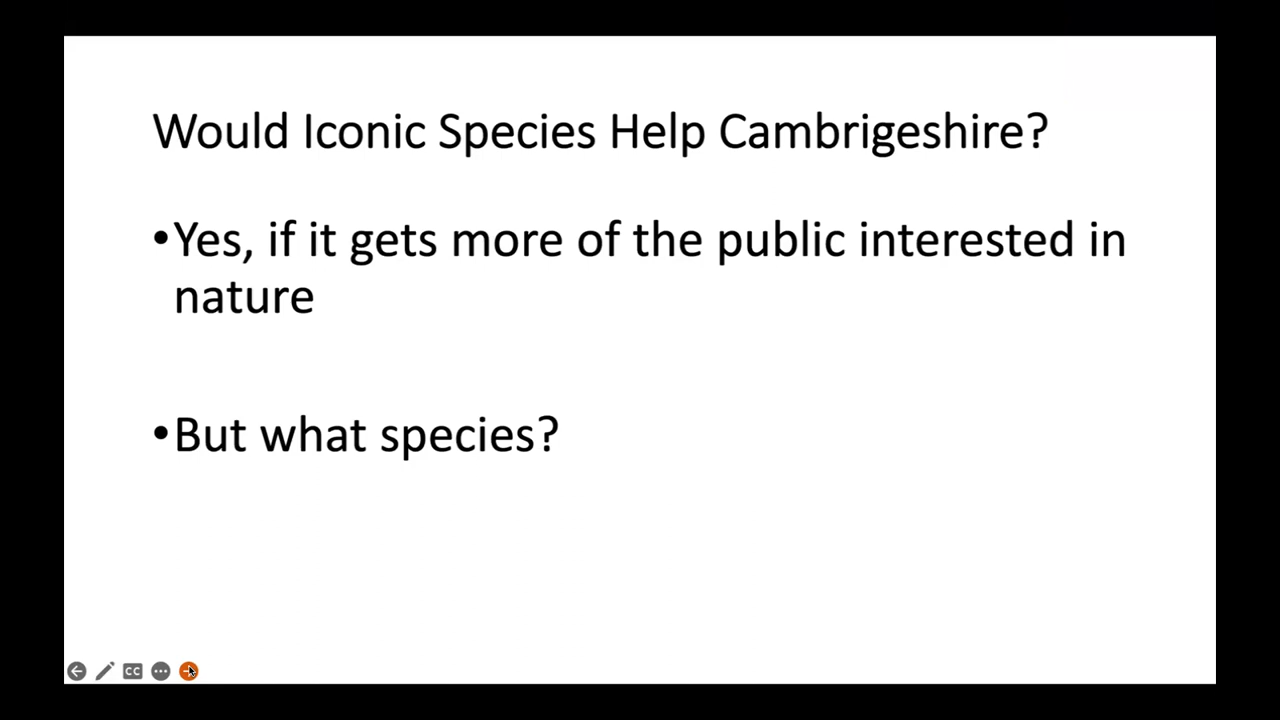 Would Iconic Species Help Cambrigeshire?
•Yes, if it gets more of the public interested in
nature
•But what species?
CC